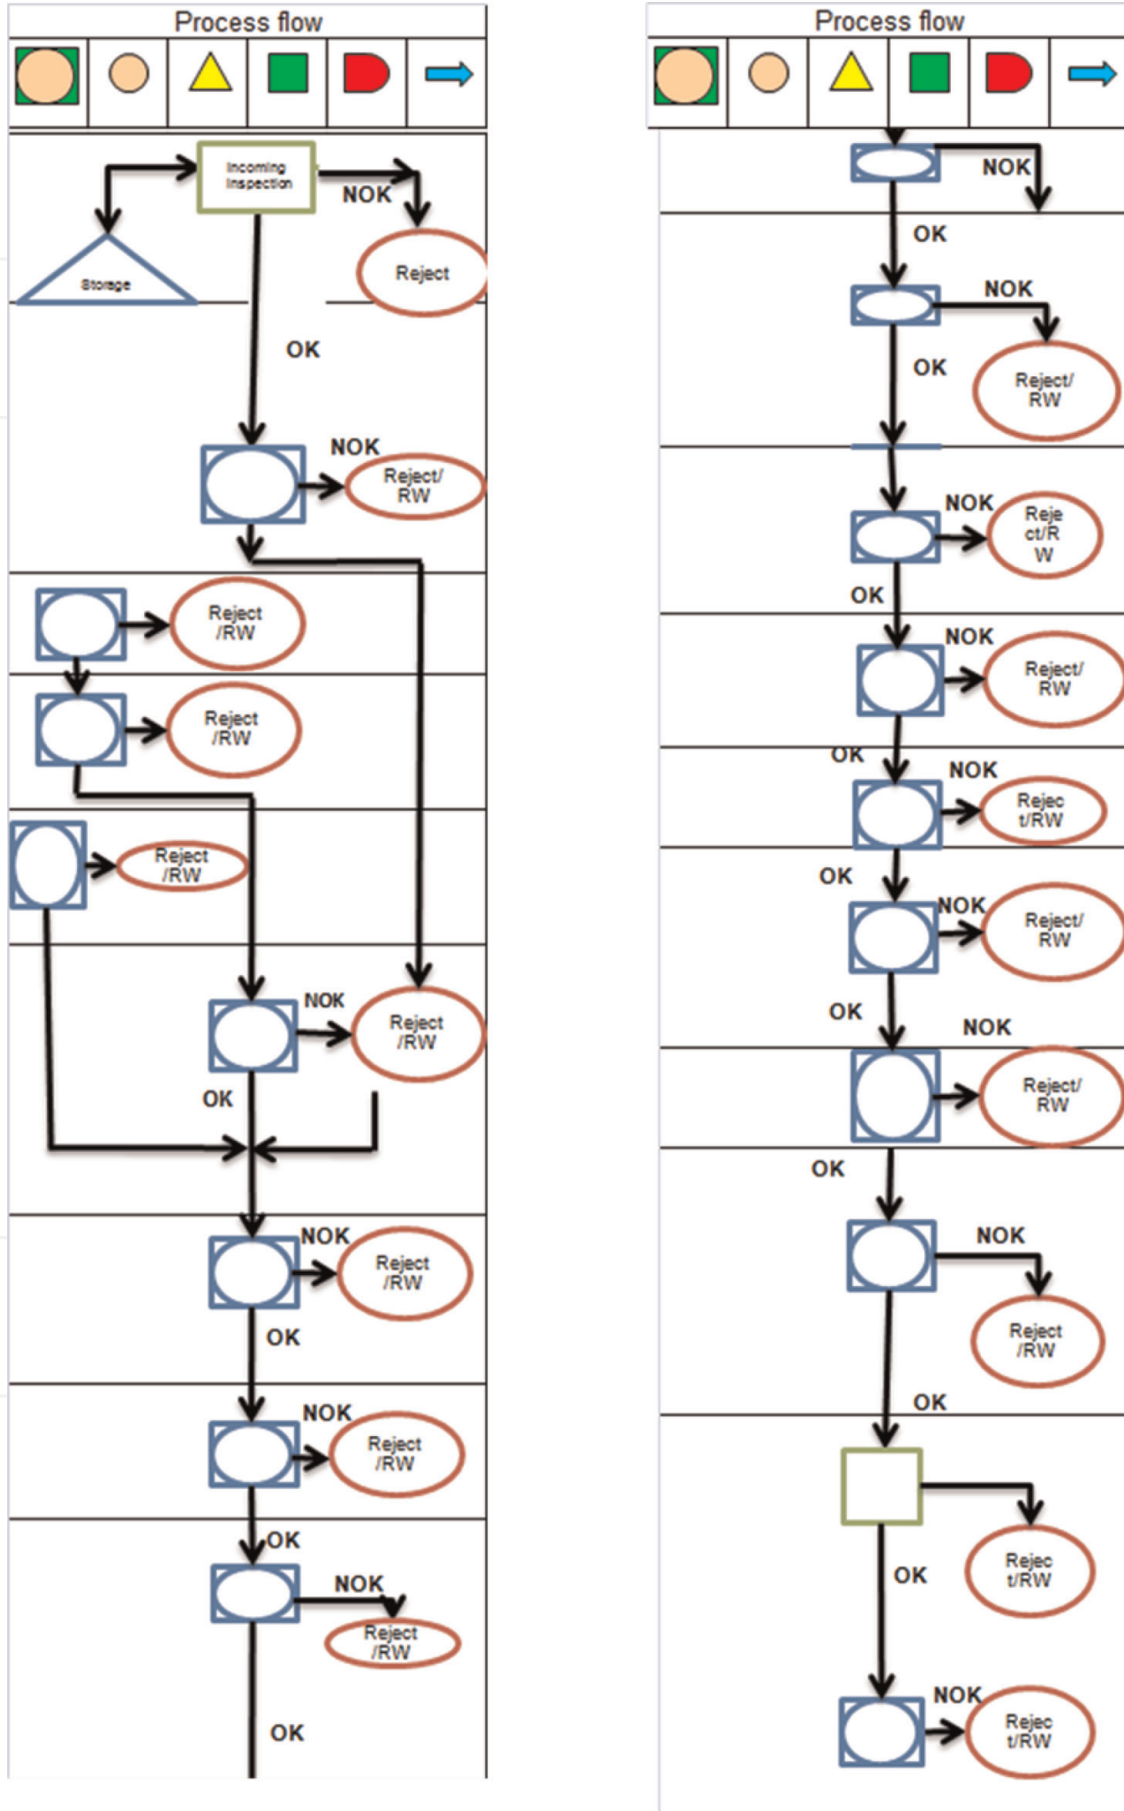 Process flow
Incoming
Inspection
NOK
Reject
Storage
OK
NOK
Reject/
RW
Reject
/RW
Reject
/RW
Reject
/RW
NOK
Reject
/RW
OK
NOK
Reject
/RW
OK
NOK
Reject
/RW
OK
NOK
Reject
/RW
OK
Process flow
NOK
OK
NOK
OK
Reject/
RW
NOK
Reje
ct/R
W
OK
NOK
Reject/
RW
OK
NOK
Rejec
t/RW
OK
NOK
Reject/
RW
OK
NOK
Reject/
RW
OK
NOK
Reject
/RW
OK
Rejec
t/RW
OK
NOK
Rejec
t/RW